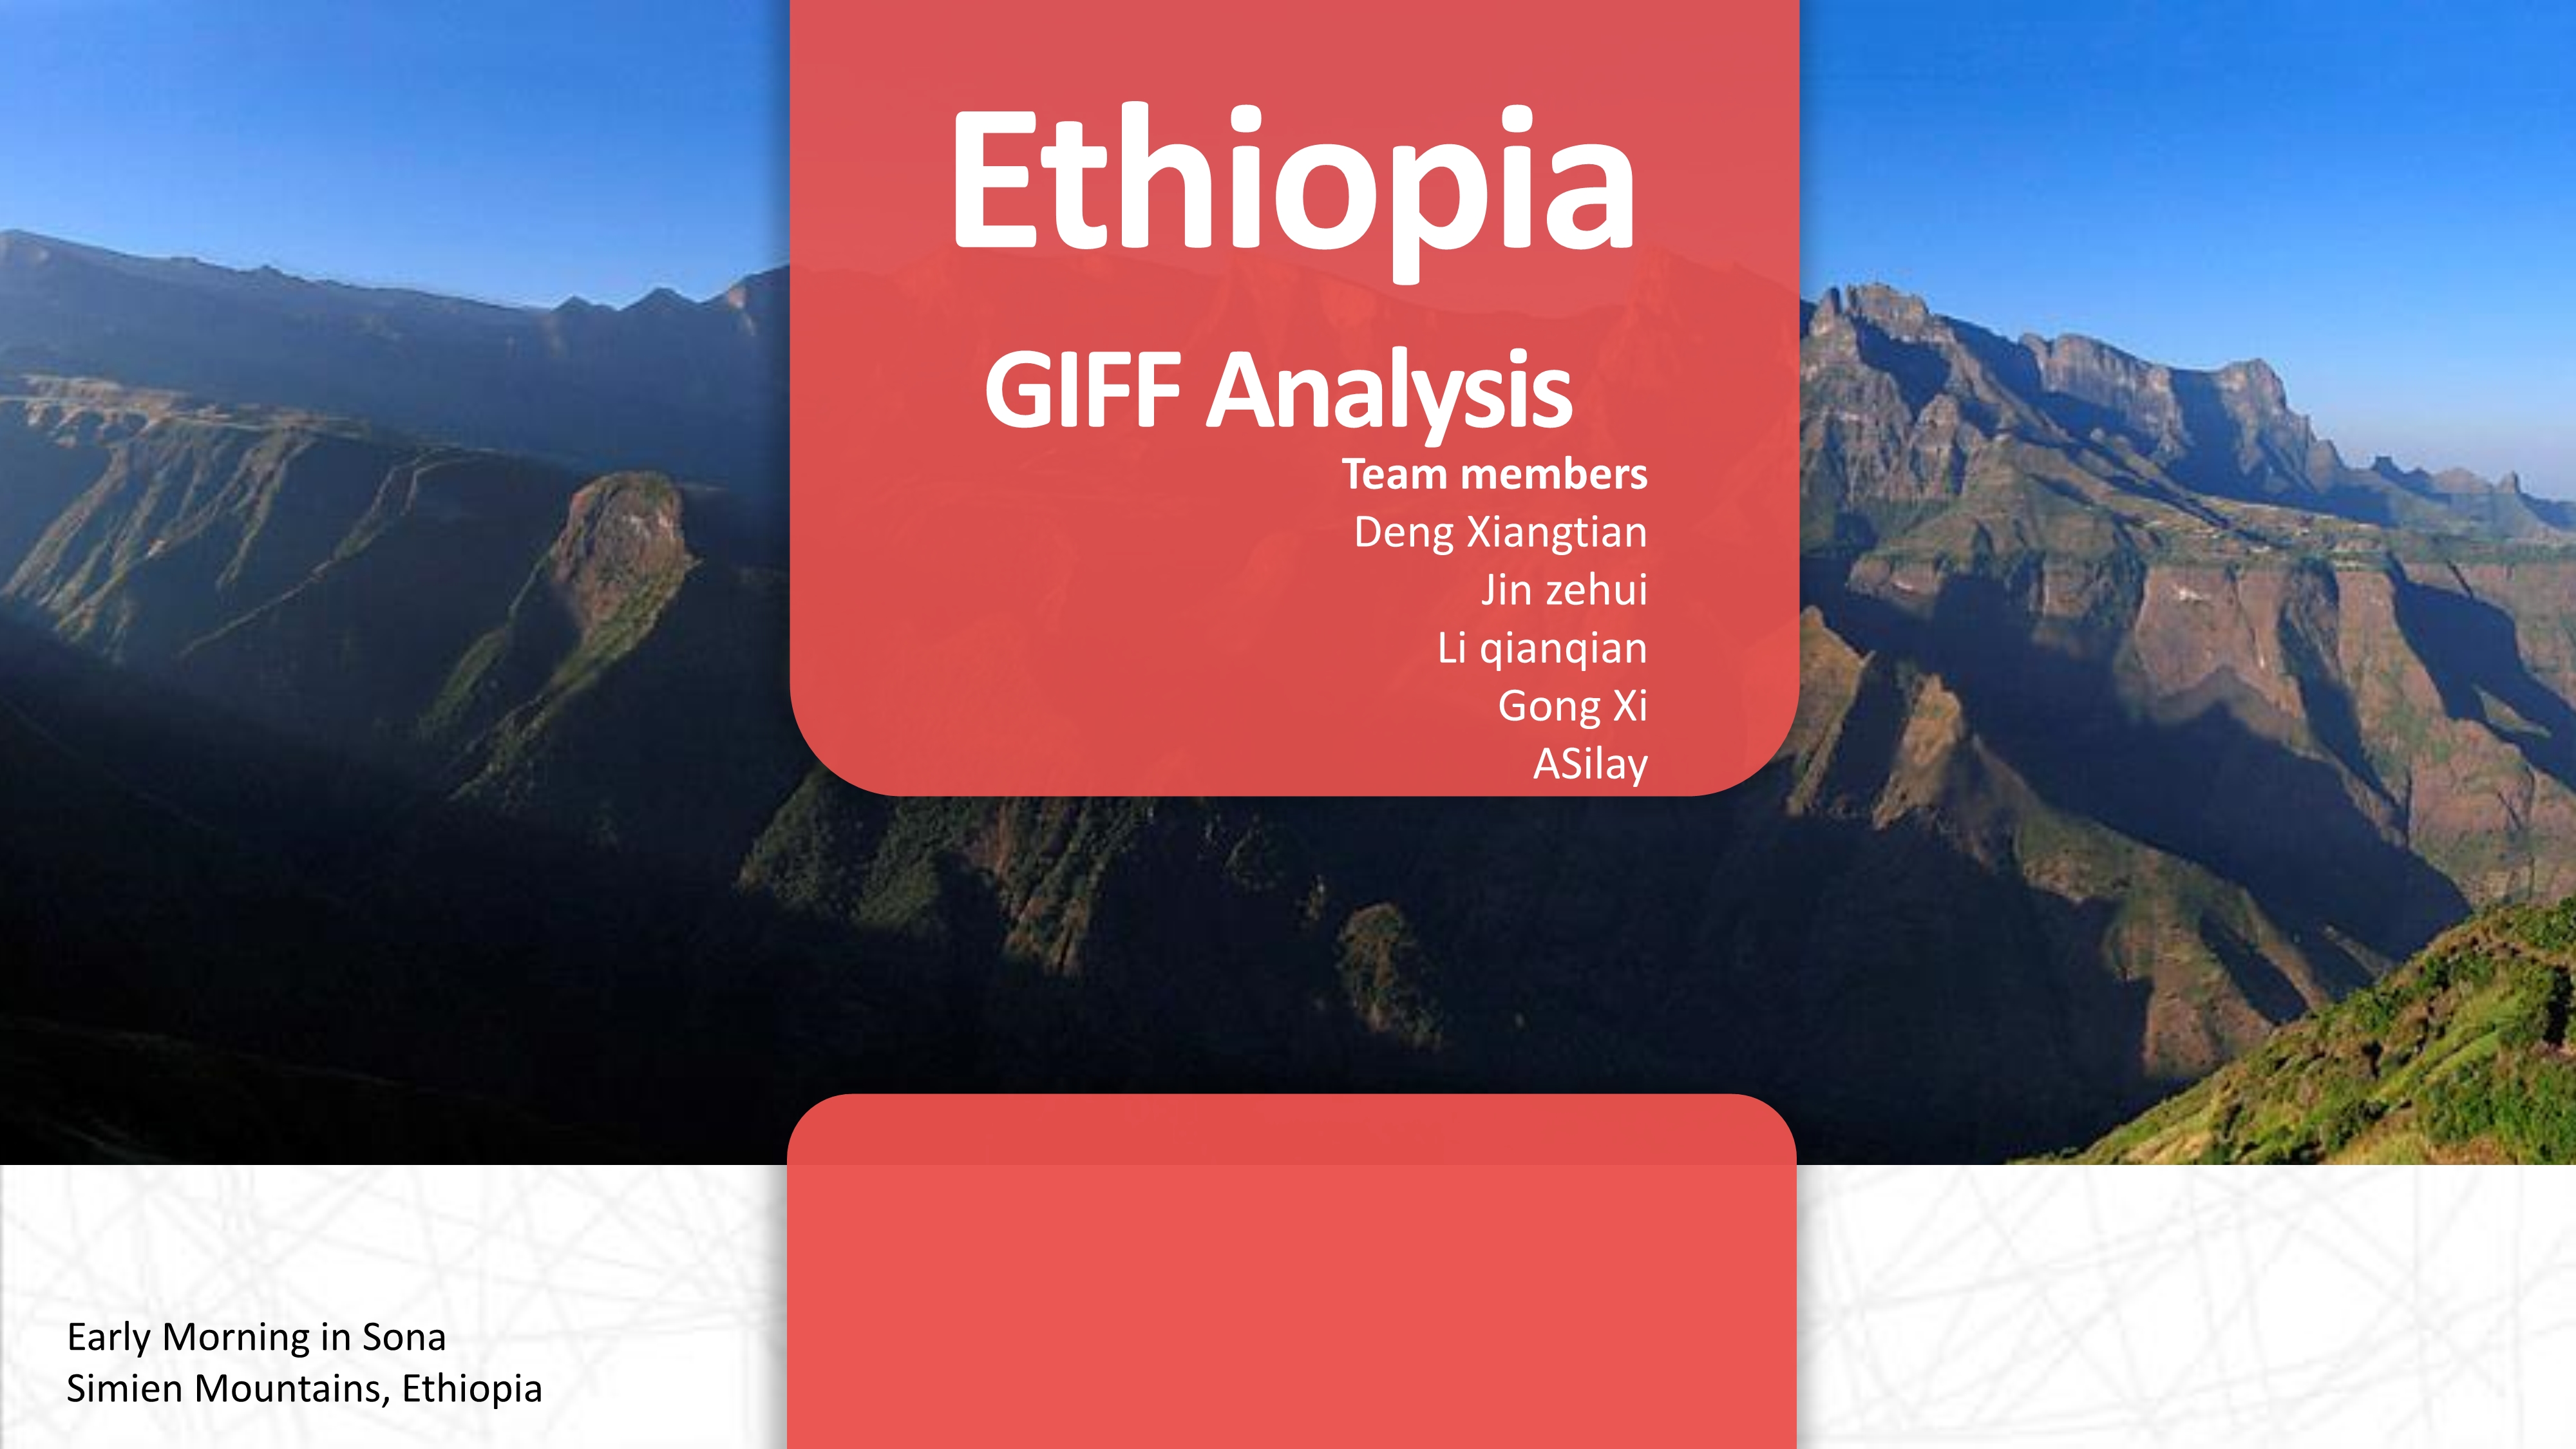 Ethiopia
GIFF Analysis
Team members
Deng Xiangtian
Jin zehui
Li qianqian
Gong Xi
ASilay
Early Morning in Sona
Simien Mountains, Ethiopia